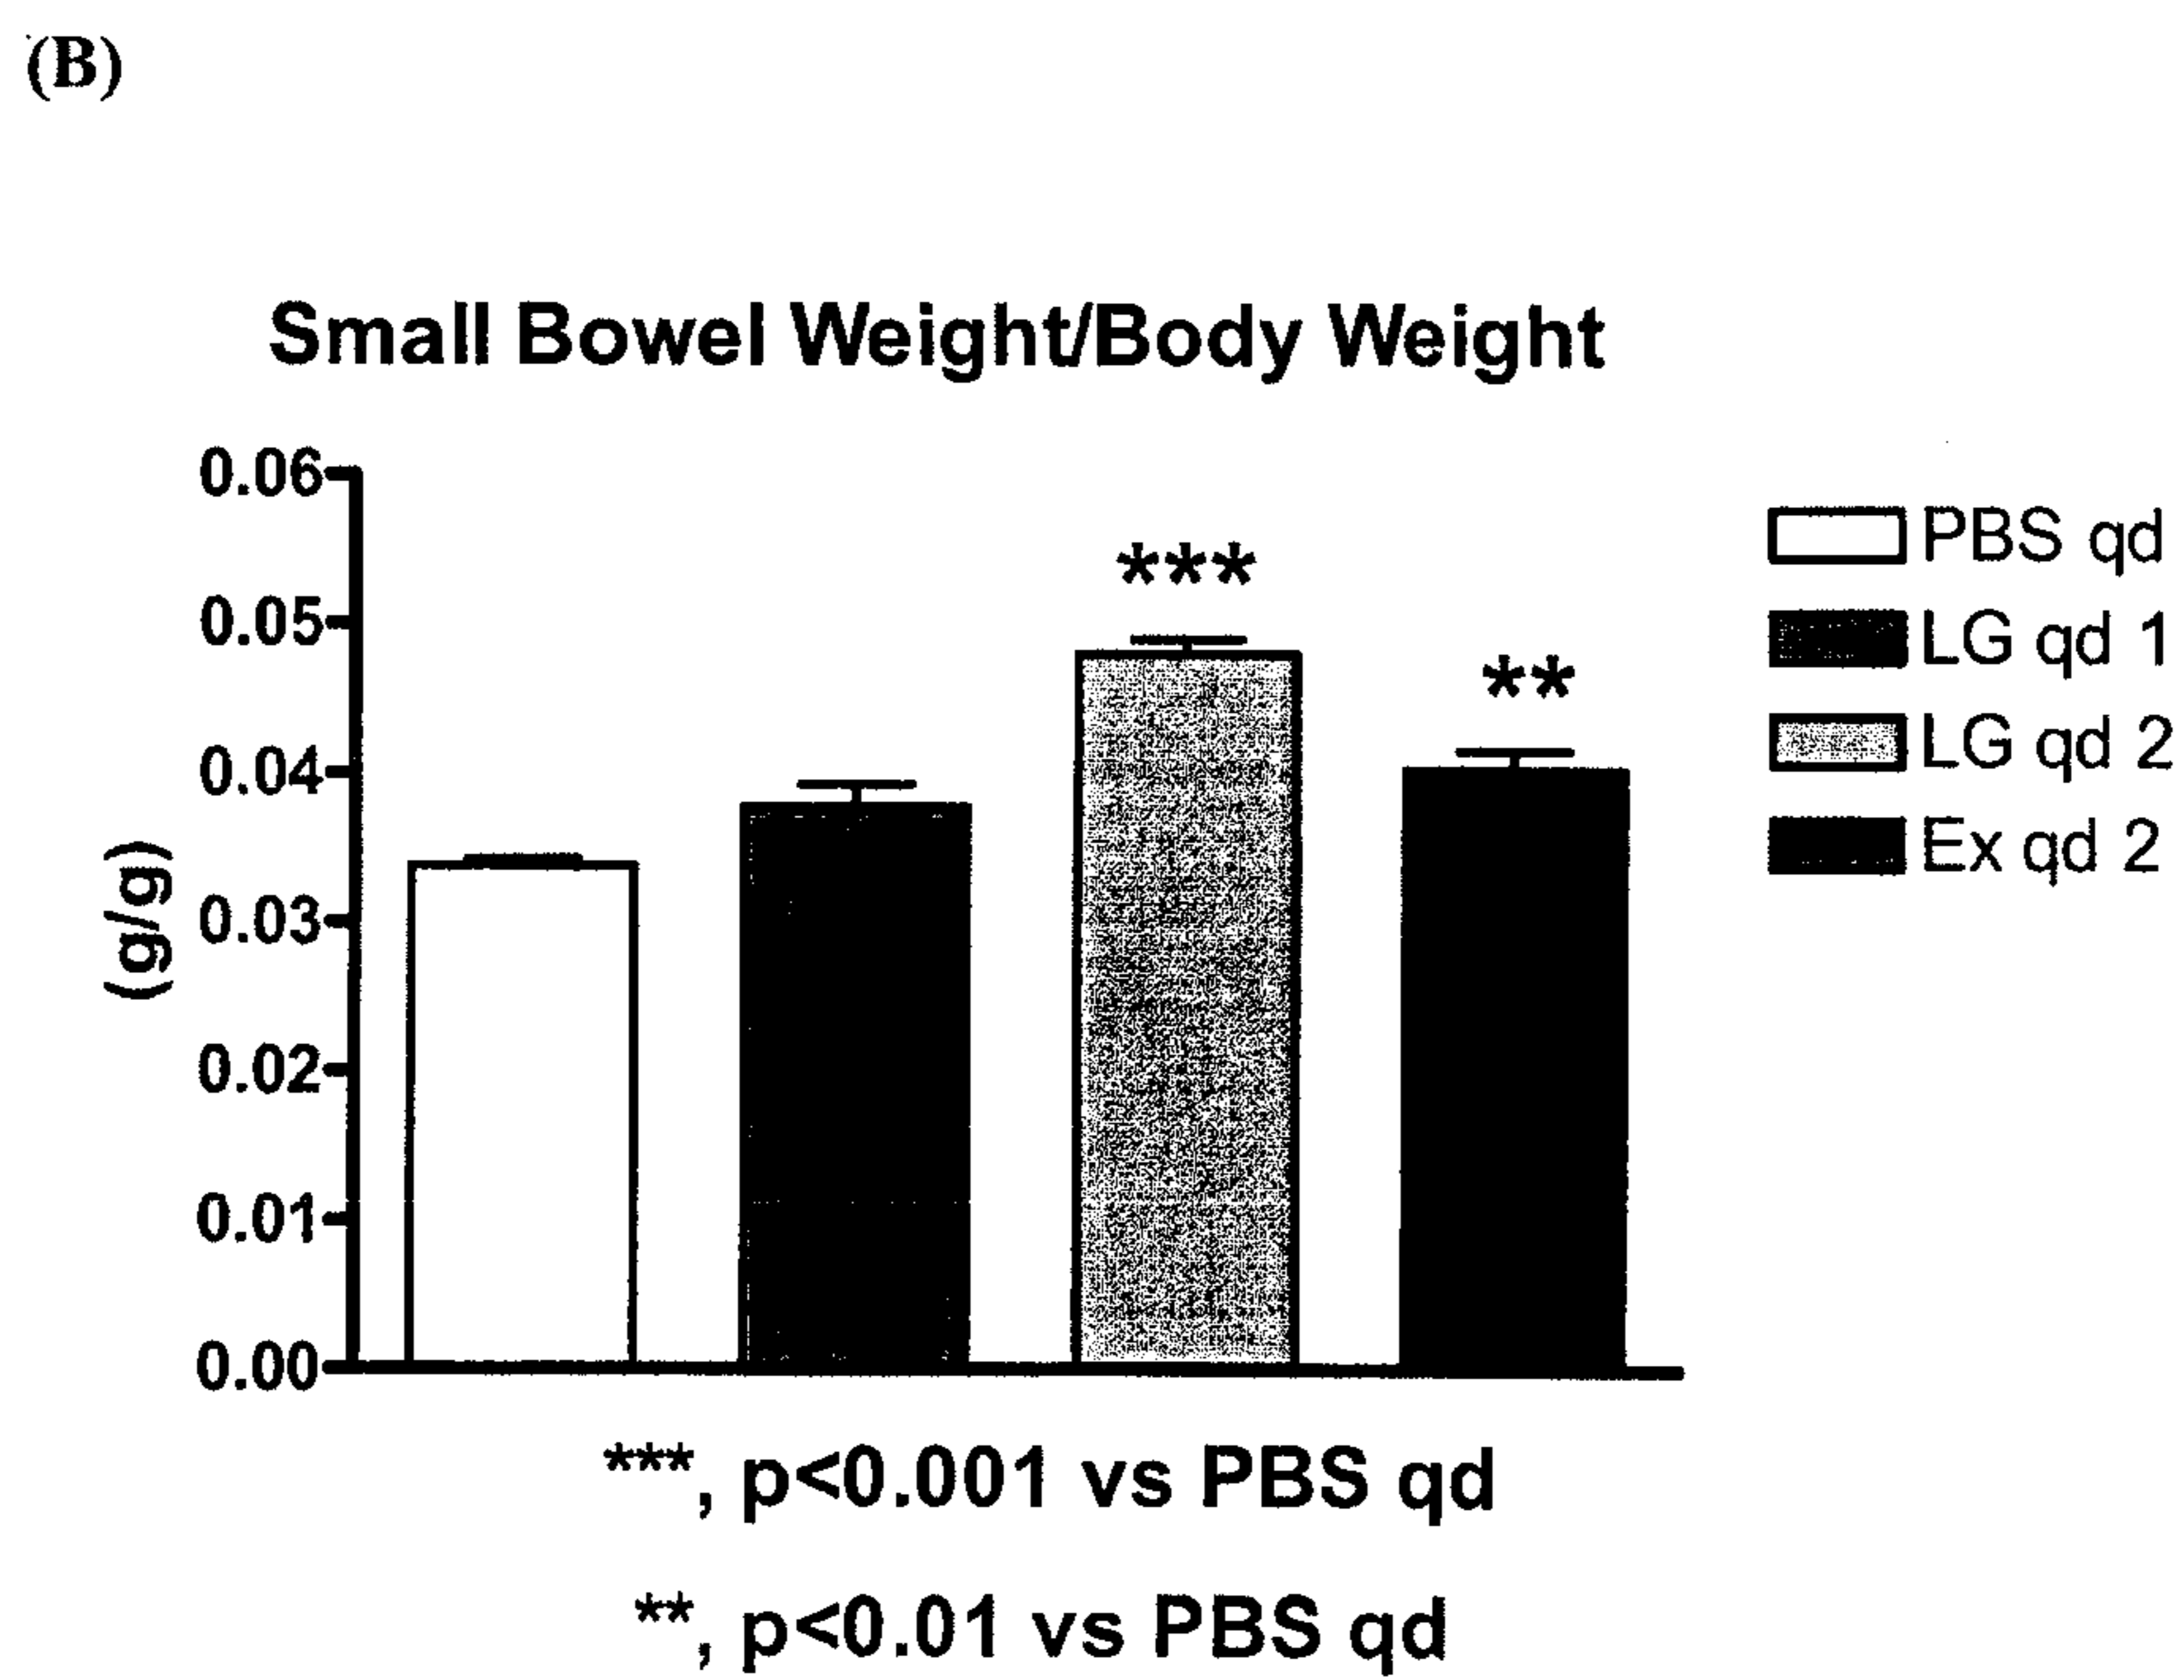 (B)
Small Bowel Weight/Body Weight
0.06
0.05
0.04
0.03
0.02
0.01
0.00
(g/g)
***
**
PBS qd
LG qd 1
LG qd 2
Ex qd 2
***, p<0.001 vs PBS qd
**, p<0.01 vs PBS qd